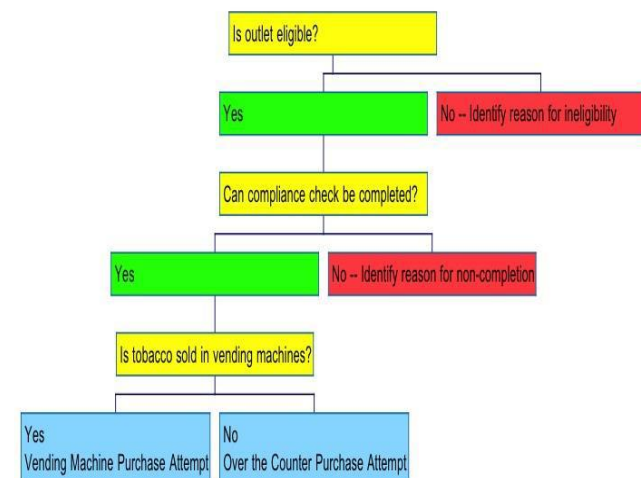 Is outlet eligible?
Yes
No -- Identify reason for ineligibility
Can compliance check be completed?
Yes
No -- Identify reason for non-completion
Is tobacco sold in vending machines?
Yes
Vending Machine Purchase Attempt
No
Over the Counter Purchase Attempt